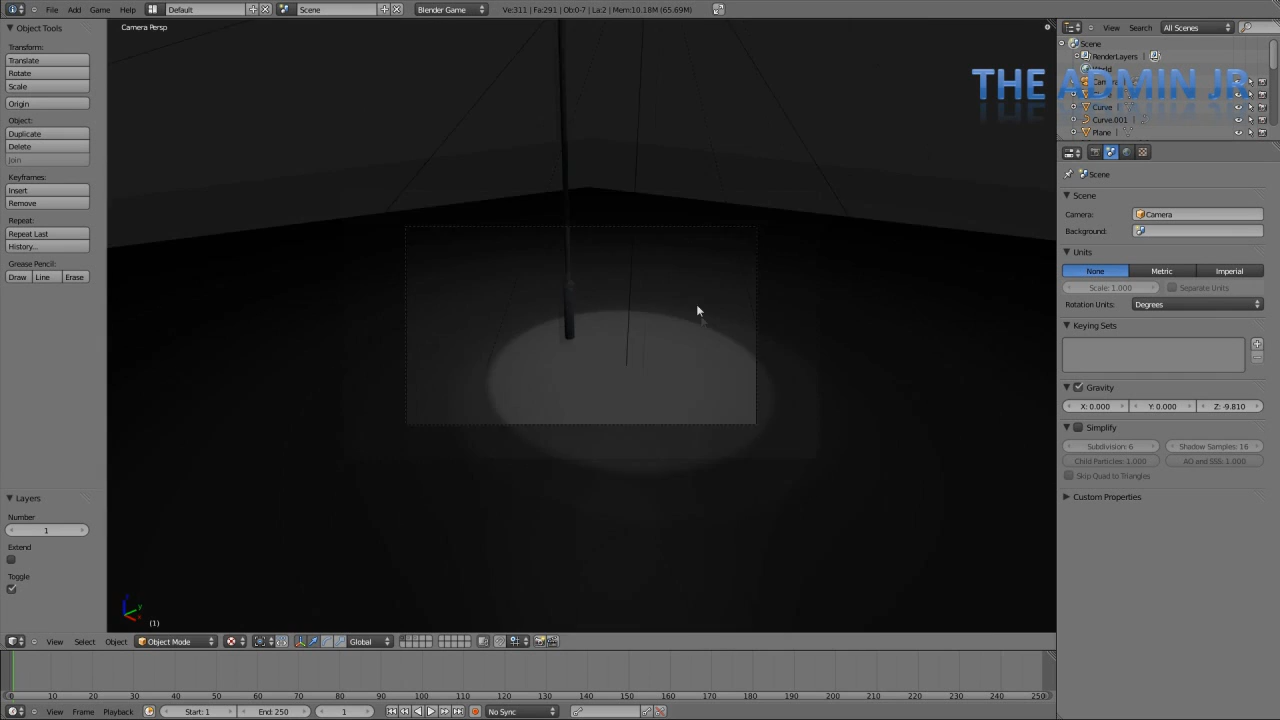 File Add Game Help Default Scene Blender Game Ve:311 | Fa:291 | Ob:0-7 | La:2 | Mem:10.18M (65.69M)
Object Tools
Transform:
Translate
Rotate
Scale
Origin
Object:
Duplicate
Delete
Join
Keyframes:
Insert
Remove
Repeat:
Repeat Last
History...
Grease Pencil:
Draw Line Erase
Layers
Number
1
Extend
Toggle
Camera Persp
(1)
View Select Object Object Mode Global
0 10 20 30 40 50 60 70 80 90 100 110 120 130 140 150 160 170 180 190 200 210 220 230 240 250
View Frame Playback Start: 1 End: 250 1 No Sync
View Search All Scenes
Scene
RenderLayers
World
THE ADMIN JR
Curve
Curve.001
Plane
Scene
Scene
Camera: Camera
Background:
Units
None Metric Imperial
Scale: 1.000 Separate Units
Rotation Units: Degrees
Keying Sets
Gravity
X: 0.000 Y: 0.000 Z: -9.810
Simplify
Subdivision: 6 Shadow Samples: 16
Child Particles: 1.000 AO and SSS: 1.000
Skip Quad to Triangles
Custom Properties